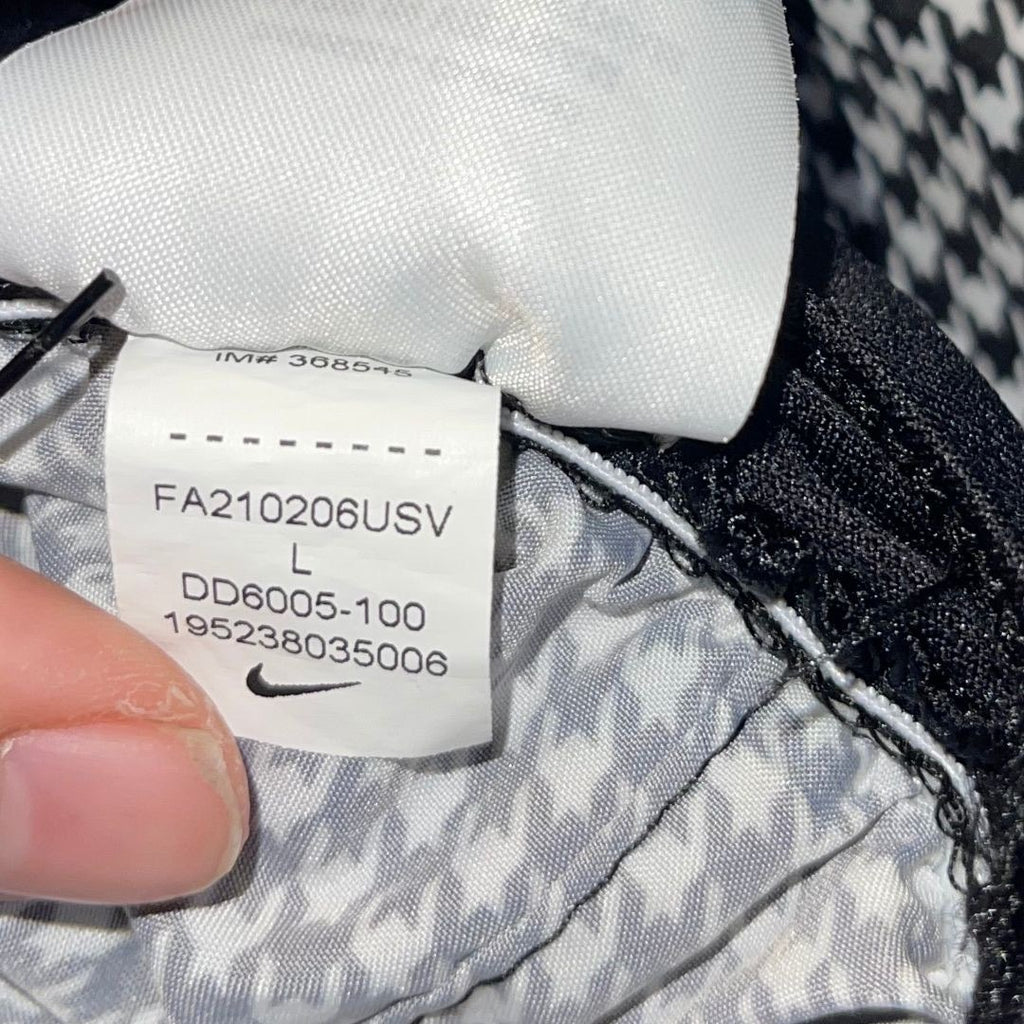 IM# 368545
--------
FA210206USV
L
DD6005-100
195238035006